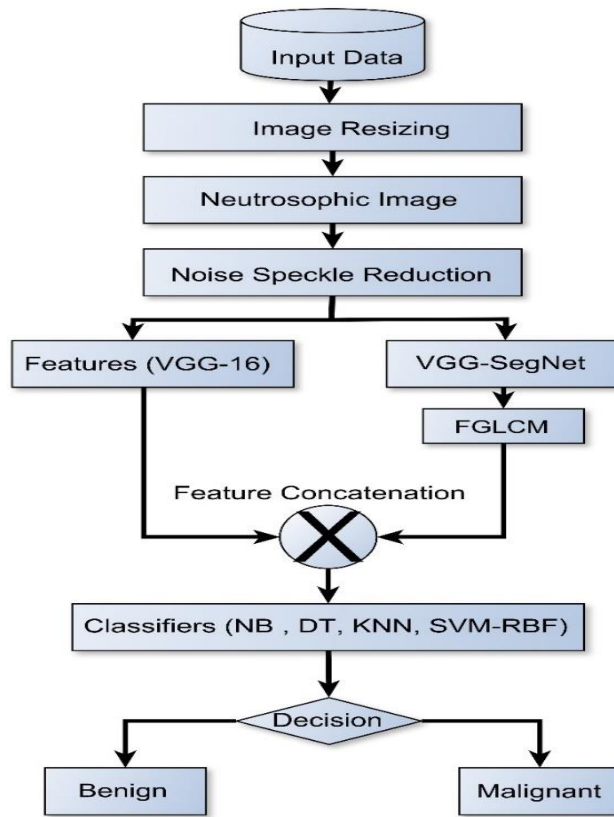 Input Data
Image Resizing
Neutrosophic Image
Noise Speckle Reduction
Features (VGG-16)
VGG-SegNet
FGLCM
Feature Concatenation
Classifiers (NB , DT, KNN, SVM-RBF)
Decision
Benign
Malignant